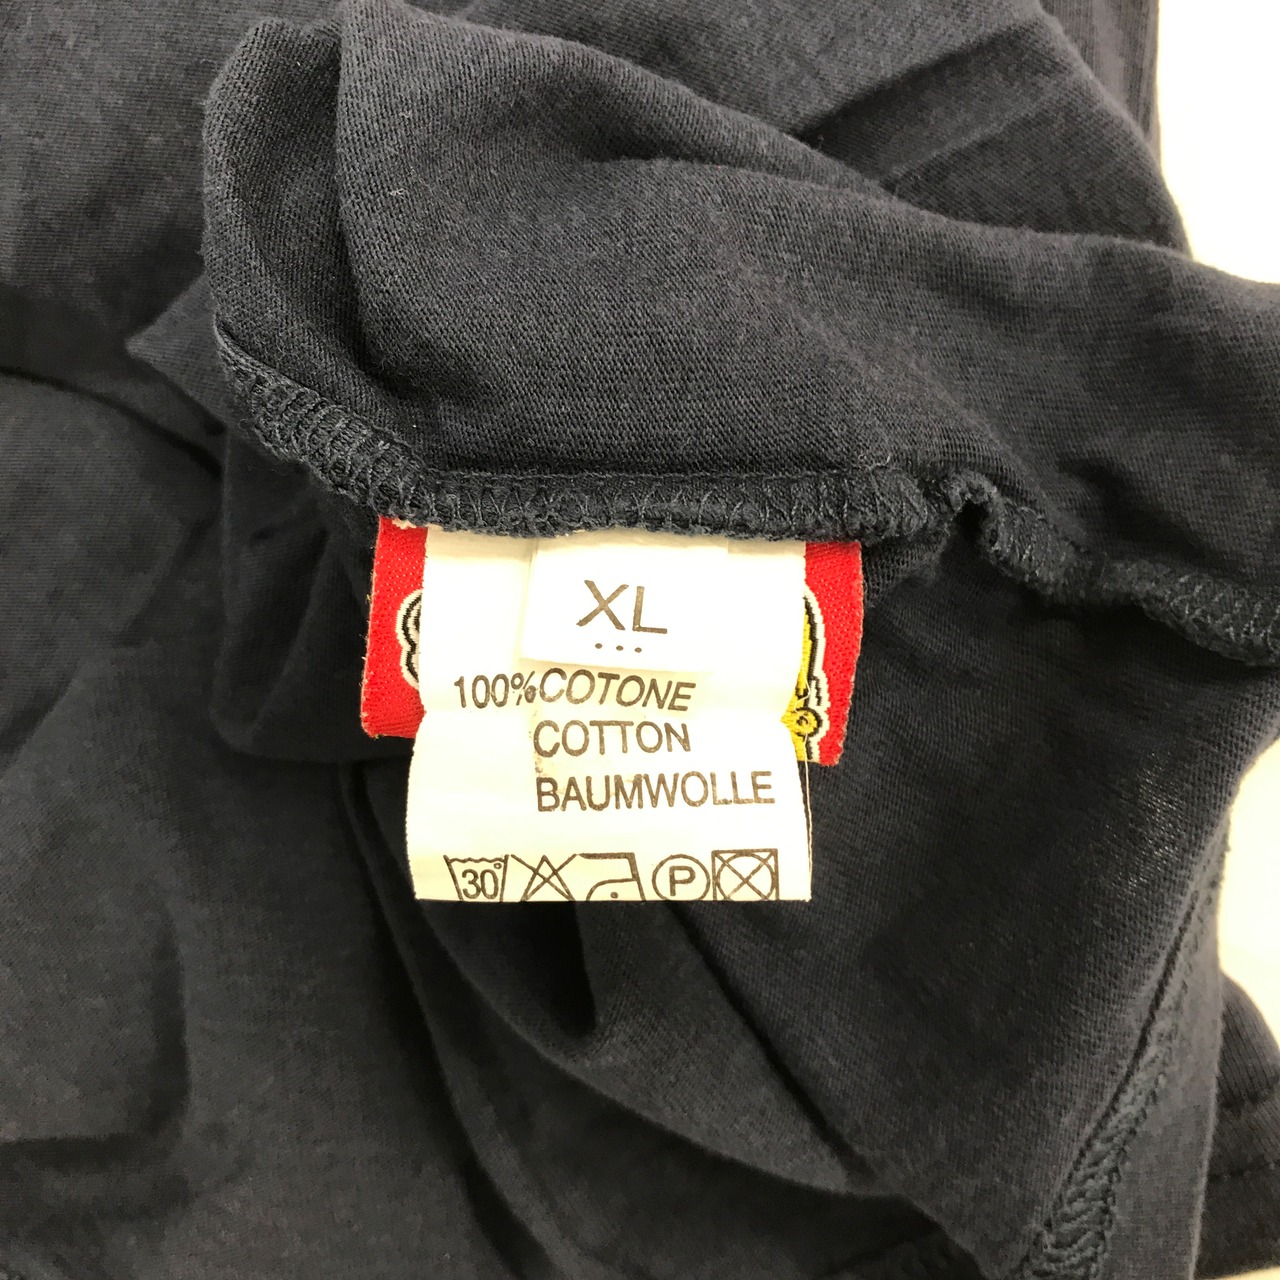 XL
100%COTONE
COTTON
BAUMWOLLE
30° P